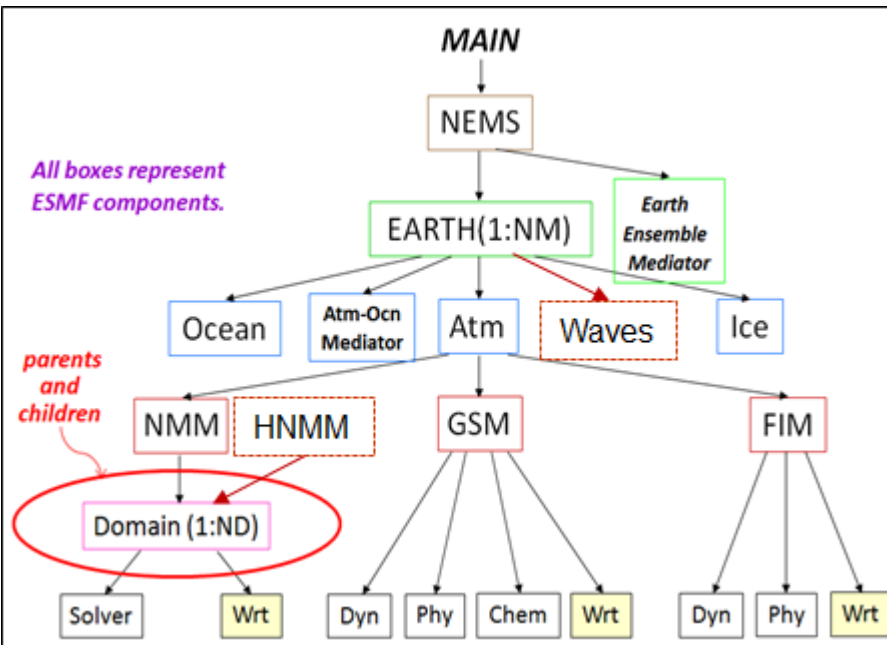 MAIN
NEMS
All boxes represent
ESMF components.
Earth
Ensemble
Mediator
EARTH(1:NM)
Ocean
Atm-Ocn
Mediator
Atm
Waves
Ice
parents
and
children
NMM
HNMM
GSM
FIM
Domain (1:ND)
Solver
Wrt
Dyn
Phy
Chem
Wrt
Dyn
Phy
Wrt